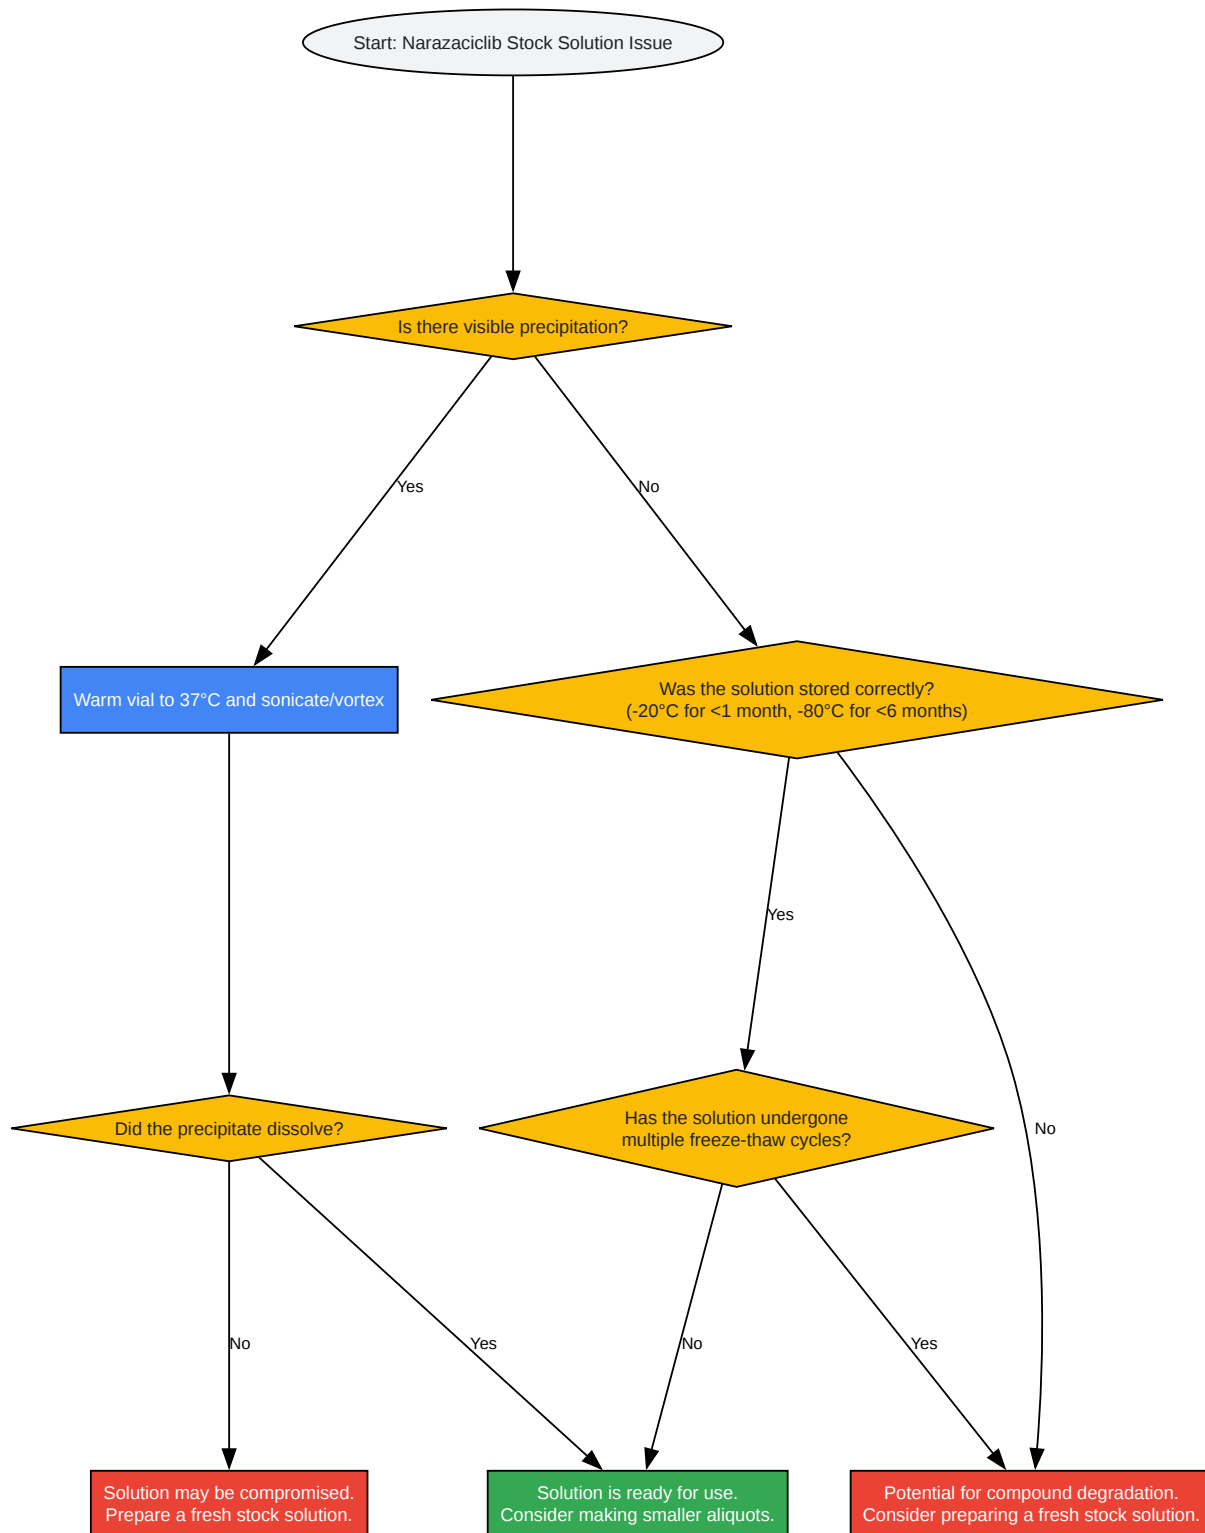 Start: Narazaciclib Stock Solution Issue
Is there visible precipitation?
Yes
No
Warm vial to 37°C and sonicate/vortex
Was the solution stored correctly?
(-20°C for <1 month, -80°C for <6 months)
Yes
Did the precipitate dissolve?
Has the solution undergone
multiple freeze-thaw cycles?
No
No
Yes
No
Yes
Solution may be compromised.
Prepare a fresh stock solution.
Solution is ready for use.
Consider making smaller aliquots.
Potential for compound degradation.
Consider preparing a fresh stock solution.